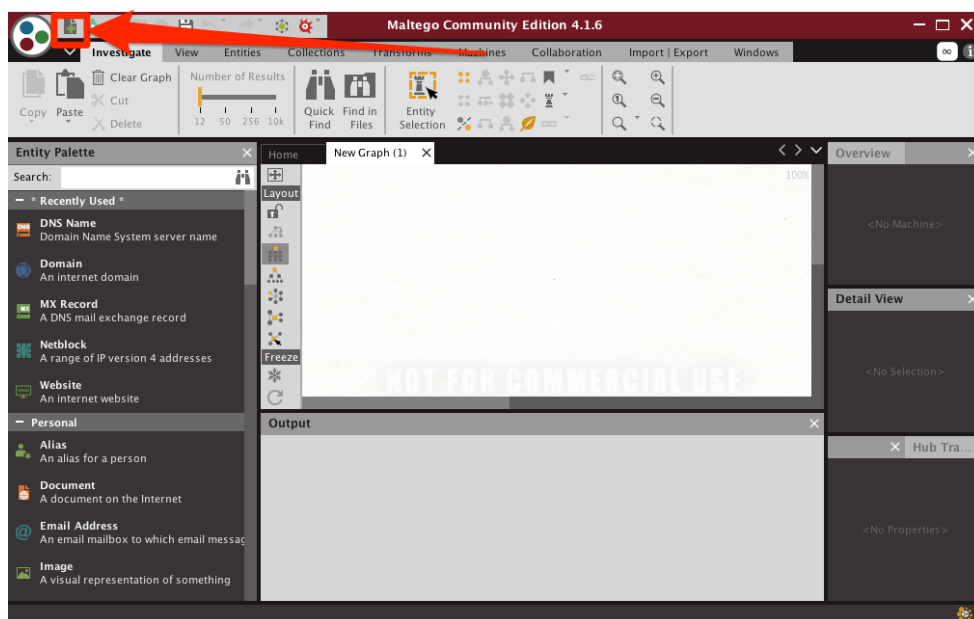 Maltego Community Edition 4.1.6
Investigate View Entities Collections Transforms Machines Collaboration Import | Export Windows
Copy Paste Clear Graph Cut Delete
Number of Results
12 50 256 10k
Quick Find Find in Files Entity Selection
Entity Palette
Home New Graph (1)
Overview
Search:
100%
Layout
* Recently Used *
DNS Name
Domain Name System server name
<No Machine>
Domain
An internet domain
MX Record
A DNS mail exchange record
Detail View
Netblock
A range of IP version 4 addresses
Freeze
<No Selection>
Website
An internet website
NOT FOR COMMERCIAL USE
Personal
Output
Alias
An alias for a person
Hub Tra...
Document
A document on the Internet
Email Address
An email mailbox to which email messag
<No Properties>
Image
A visual representation of something